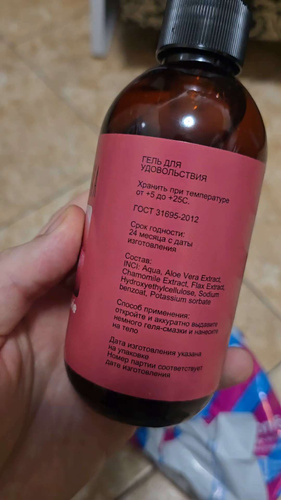 ГЕЛЬ ДЛЯ
УДОВОЛЬСТВИЯ
Хранить при температуре
от +5 до +25С.
ГОСТ 31695-2012
Срок годности:
24 месяца с даты
изготовления
Состав:
INCI: Aqua, Aloe Vera Extract,
Chamomile Extract, Flax Extract,
Hydroxyethylcellulose, Sodium
benzoat, Potassium sorbate
Способ применения:
откройте и аккуратно выдавите
немного геля-смазки и нанесите
на тело
Дата изготовления указана
на упаковке
Номер партии соответствует
дате изготовления